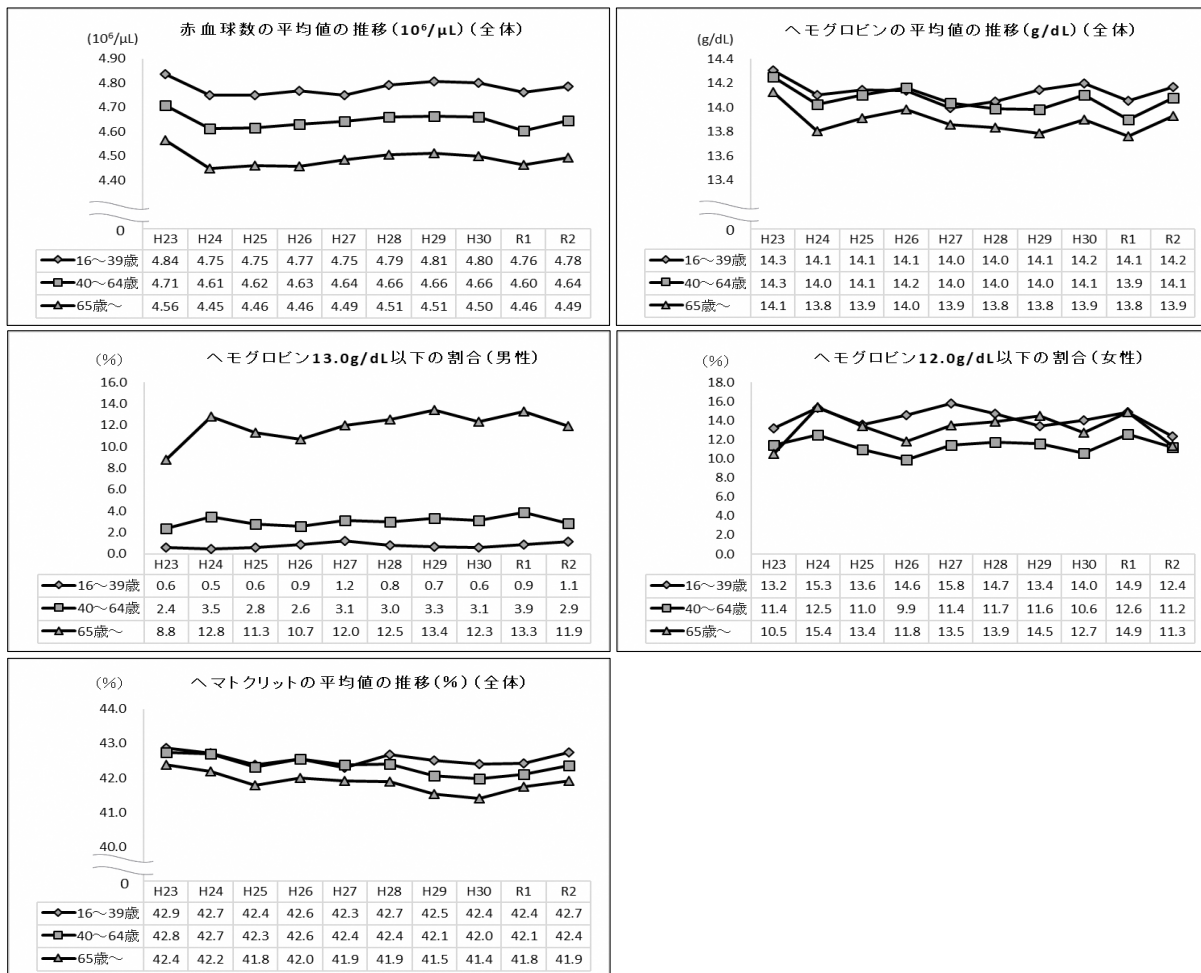 赤血球数の平均値の推移(10⁶/μL)(全体)
(10⁶/μL)
4.90
4.80
4.70
4.60
4.50
4.40
0
H23 H24 H25 H26 H27 H28 H29 H30 R1 R2
16～39歳 4.84 4.75 4.75 4.77 4.75 4.79 4.81 4.80 4.76 4.78
40～64歳 4.71 4.61 4.62 4.63 4.64 4.66 4.66 4.66 4.60 4.64
65歳～ 4.56 4.45 4.46 4.46 4.49 4.51 4.51 4.50 4.46 4.49
ヘモグロビンの平均値の推移(g/dL)(全体)
(g/dL)
14.4
14.2
14.0
13.8
13.6
13.4
0
H23 H24 H25 H26 H27 H28 H29 H30 R1 R2
16～39歳 14.3 14.1 14.1 14.1 14.0 14.0 14.1 14.2 14.1 14.2
40～64歳 14.3 14.0 14.1 14.2 14.0 14.0 14.0 14.1 13.9 14.1
65歳～ 14.1 13.8 13.9 14.0 13.9 13.8 13.8 13.9 13.8 13.9
ヘモグロビン13.0g/dL以下の割合(男性)
(%)
16.0
14.0
12.0
10.0
8.0
6.0
4.0
2.0
0.0
H23 H24 H25 H26 H27 H28 H29 H30 R1 R2
16～39歳 0.6 0.5 0.6 0.9 1.2 0.8 0.7 0.6 0.9 1.1
40～64歳 2.4 3.5 2.8 2.6 3.1 3.0 3.3 3.1 3.9 2.9
65歳～ 8.8 12.8 11.3 10.7 12.0 12.5 13.4 12.3 13.3 11.9
ヘモグロビン12.0g/dL以下の割合(女性)
(%)
18.0
16.0
14.0
12.0
10.0
8.0
6.0
4.0
2.0
0.0
H23 H24 H25 H26 H27 H28 H29 H30 R1 R2
16～39歳 13.2 15.3 13.6 14.6 15.8 14.7 13.4 14.0 14.9 12.4
40～64歳 11.4 12.5 11.0 9.9 11.4 11.7 11.6 10.6 12.6 11.2
65歳～ 10.5 15.4 13.4 11.8 13.5 13.9 14.5 12.7 14.9 11.3
ヘマトクリットの平均値の推移(%)(全体)
(%)
44.0
43.0
42.0
41.0
40.0
0
H23 H24 H25 H26 H27 H28 H29 H30 R1 R2
16～39歳 42.9 42.7 42.4 42.6 42.3 42.7 42.5 42.4 42.4 42.7
40～64歳 42.8 42.7 42.3 42.6 42.4 42.4 42.1 42.0 42.1 42.4
65歳～ 42.4 42.2 41.8 42.0 41.9 41.9 41.5 41.4 41.8 41.9